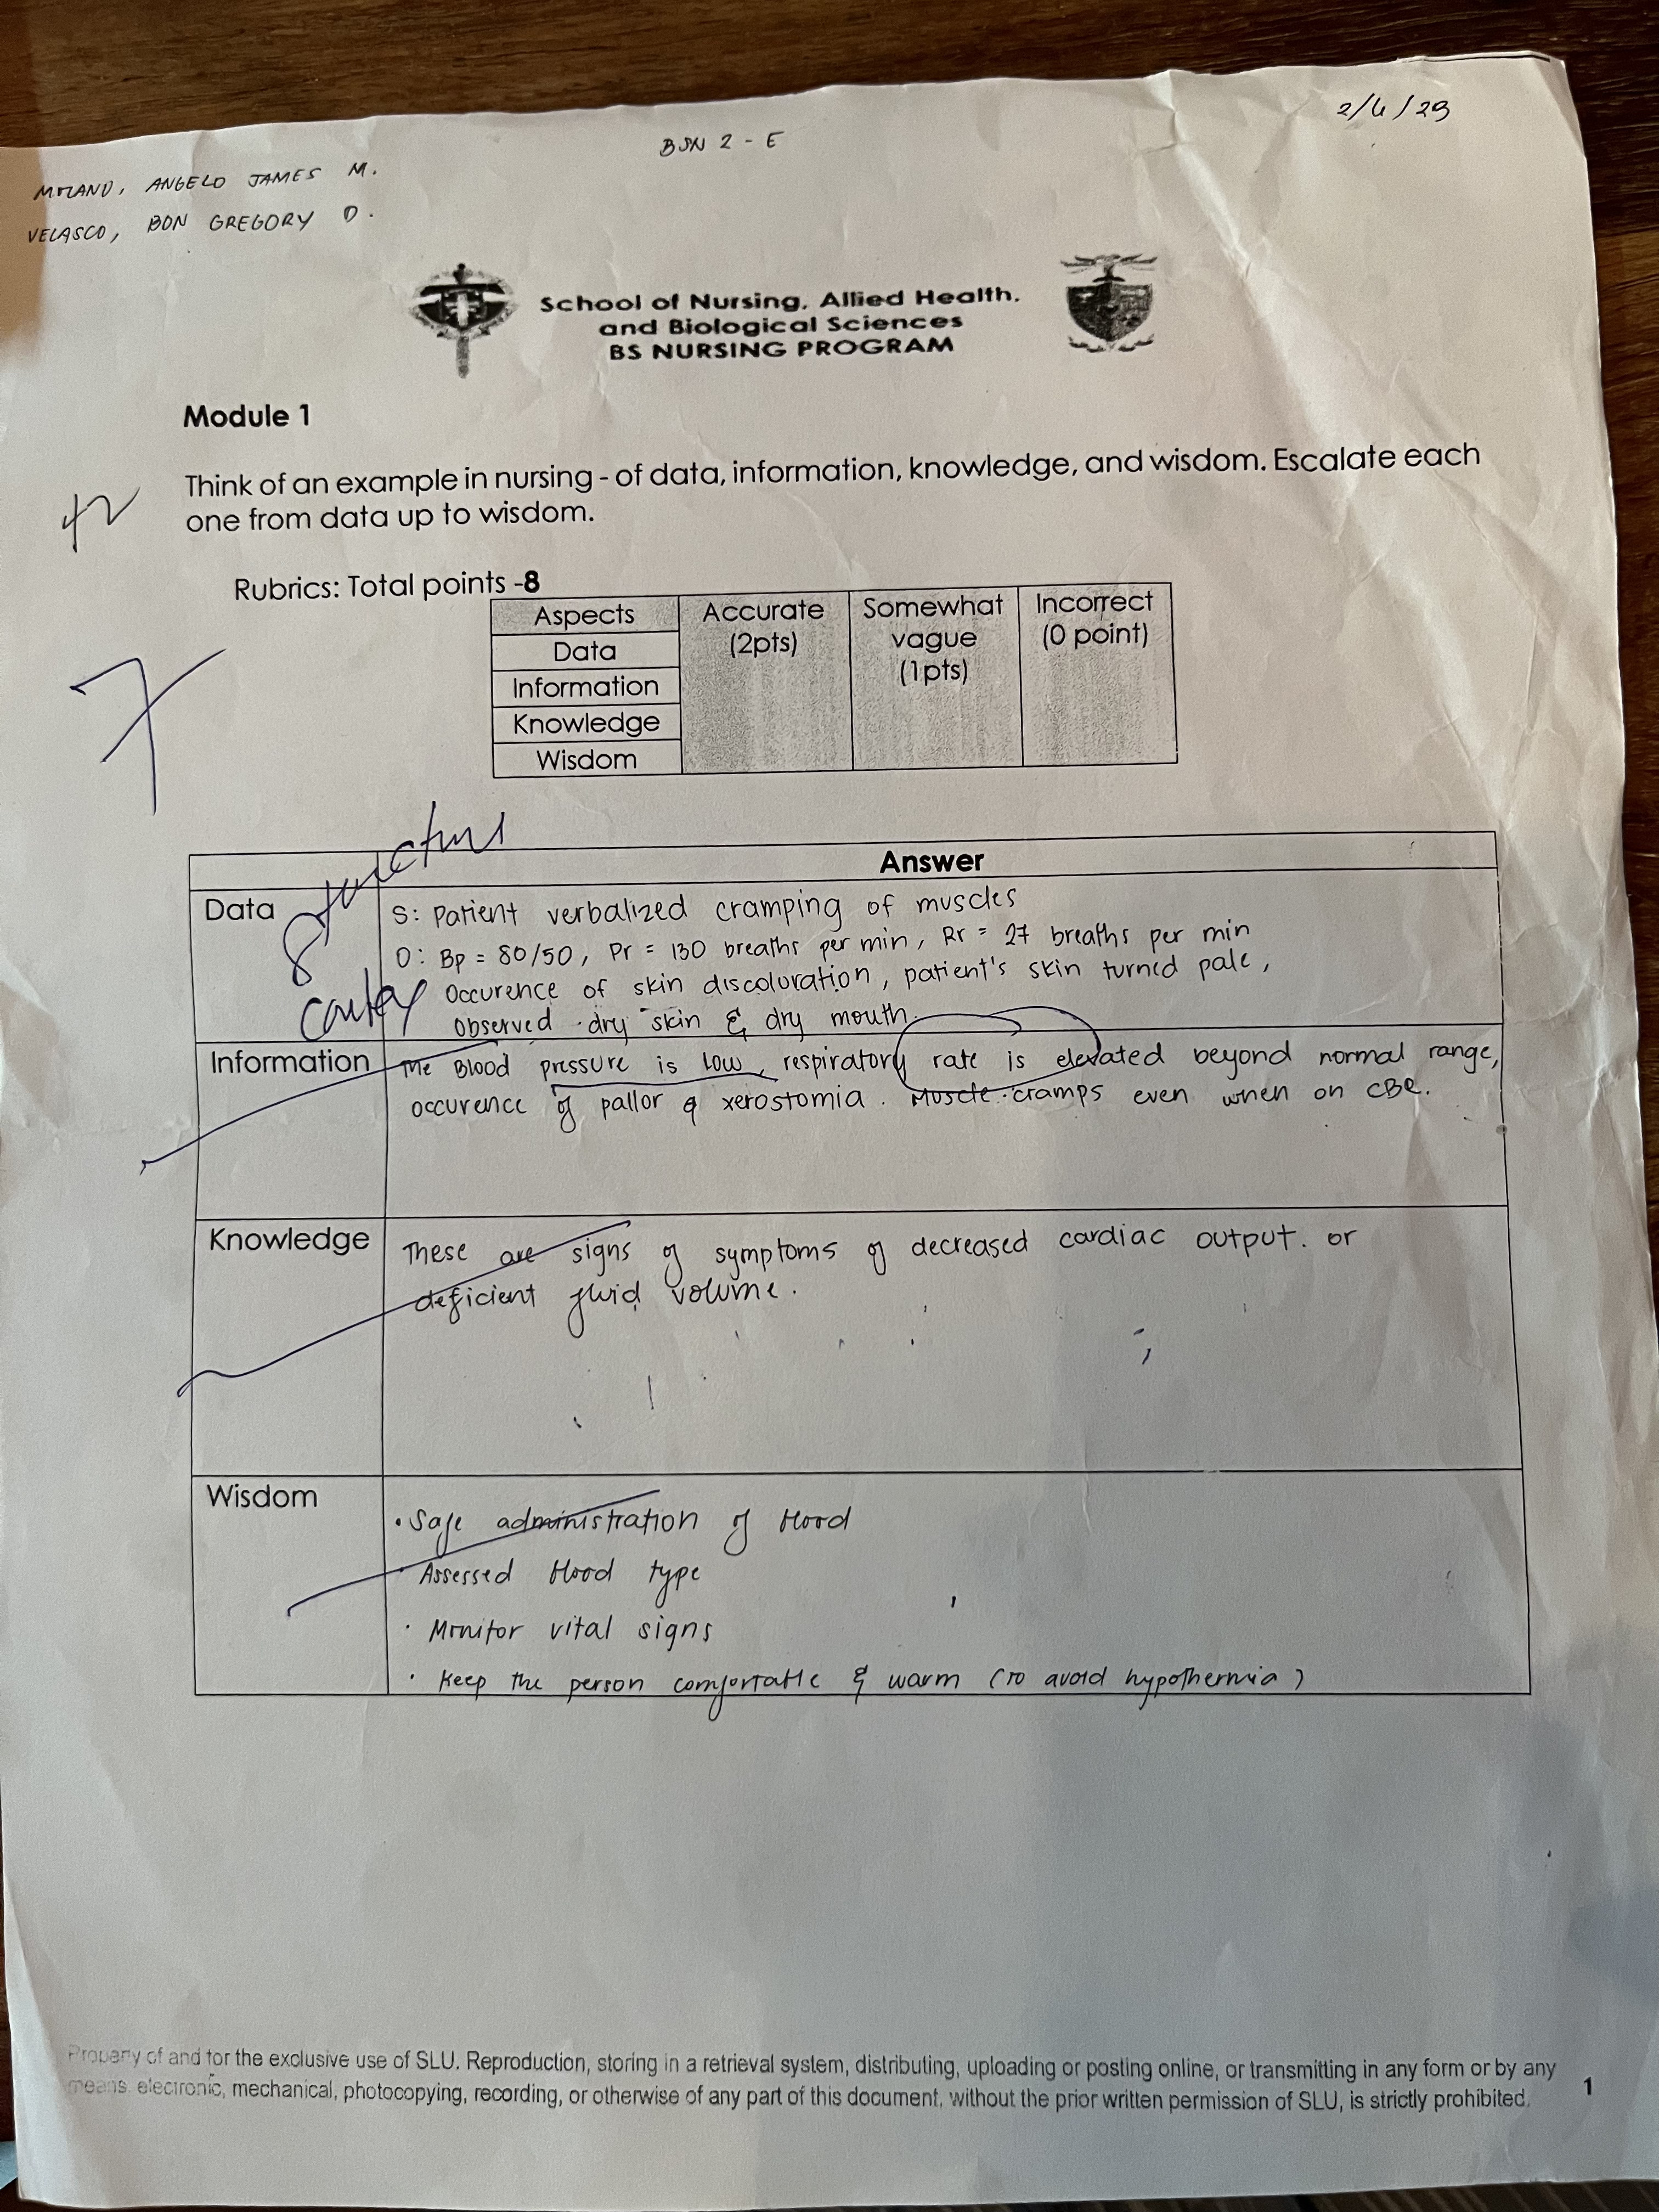 2/6/23
BSN 2 - E
ANGELO JAMES M.
VELASCO, BON GREGORY D.
School of Nursing, Allied Health,
and Biological Sciences
BS NURSING PROGRAM
Module 1
Think of an example in nursing - of data, information, knowledge, and wisdom. Escalate each
one from data up to wisdom.
Rubrics: Total points -8
Aspects Accurate (2pts) Somewhat vague (1pts) Incorrect (0 point)
Data
Information
Knowledge
Wisdom
7
Answer
Data
S: Patient verbalized cramping of muscles
O: Bp = 80/50, Pr = 130 breaths per min, Rr = 27 breaths per min
Occurence of skin discoloration, patient's skin turned pale,
Observed dry skin & dry mouth.
Information
The Blood pressure is low, respiratory rate is elevated beyond normal range,
occurence of pallor & xerostomia. Muscle cramps even when on CBR.
Knowledge
These are signs of symptoms of decreased cardiac output. or
deficient fluid volume.
Wisdom
• Safe administration of blood
• Assessed blood type
• Monitor vital signs
• Keep the person comfortable & warm (to avoid hypothermia)
Property of and for the exclusive use of SLU. Reproduction, storing in a retrieval system, distributing, uploading or posting online, or transmitting in any form or by any
means, electronic, mechanical, photocopying, recording, or otherwise of any part of this document, without the prior written permission of SLU, is strictly prohibited.
1